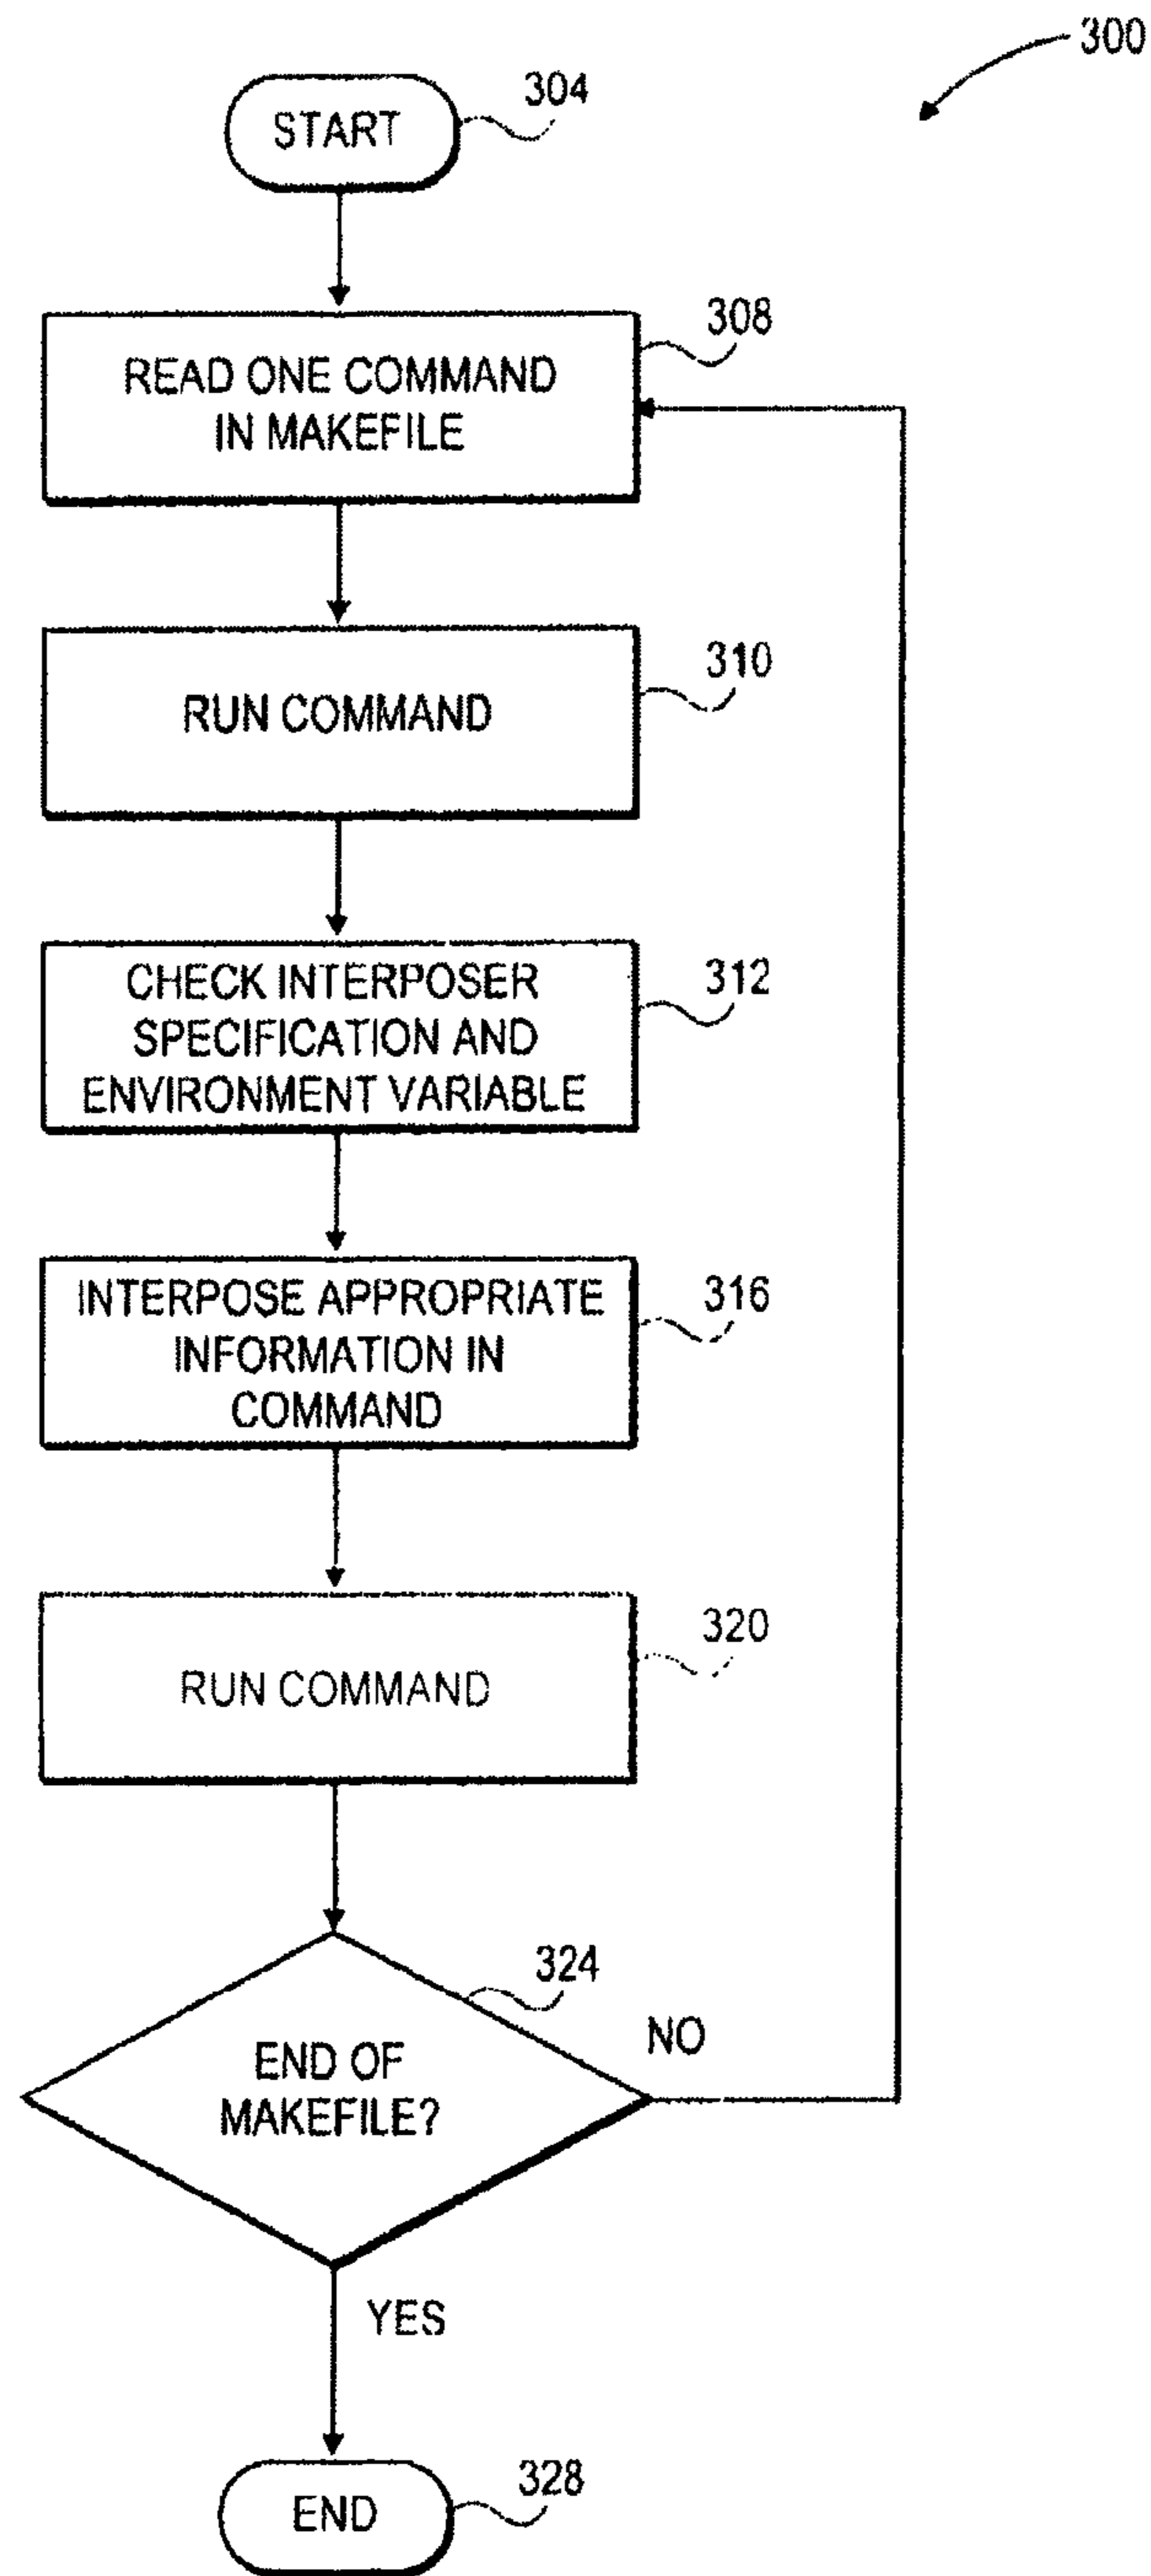 300
START
304
READ ONE COMMAND
IN MAKEFILE
308
RUN COMMAND
310
CHECK INTERPOSER
SPECIFICATION AND
ENVIRONMENT VARIABLE
312
INTERPOSE APPROPRIATE
INFORMATION IN
COMMAND
316
RUN COMMAND
320
END OF
MAKEFILE?
324
NO
YES
END
328